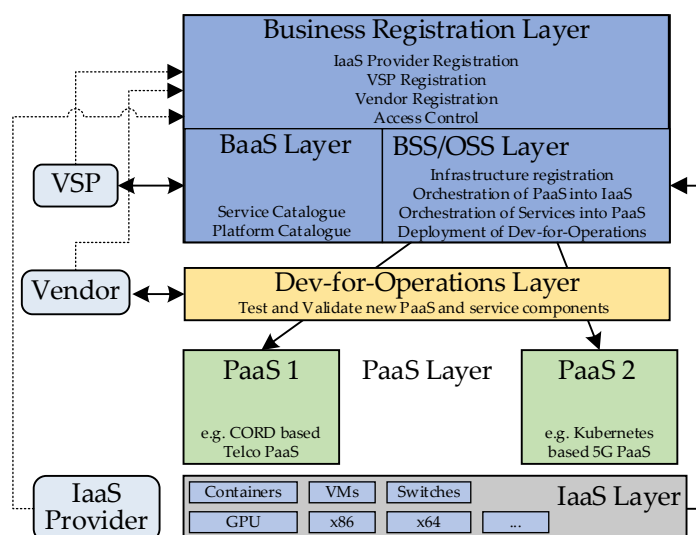 Business Registration Layer
IaaS Provider Registration
VSP Registration
Vendor Registration
Access Control
BaaS Layer
Service Catalogue
Platform Catalogue
BSS/OSS Layer
Infrastructure registration
Orchestration of PaaS into IaaS
Orchestration of Services into PaaS
Deployment of Dev-for-Operations
VSP
Vendor
Dev-for-Operations Layer
Test and Validate new PaaS and service components
PaaS 1
e.g. CORD based
Telco PaaS
PaaS Layer
PaaS 2
e.g. Kubernetes
based 5G PaaS
IaaS
Provider
Containers
VMs
Switches
IaaS Layer
GPU
x86
x64
...